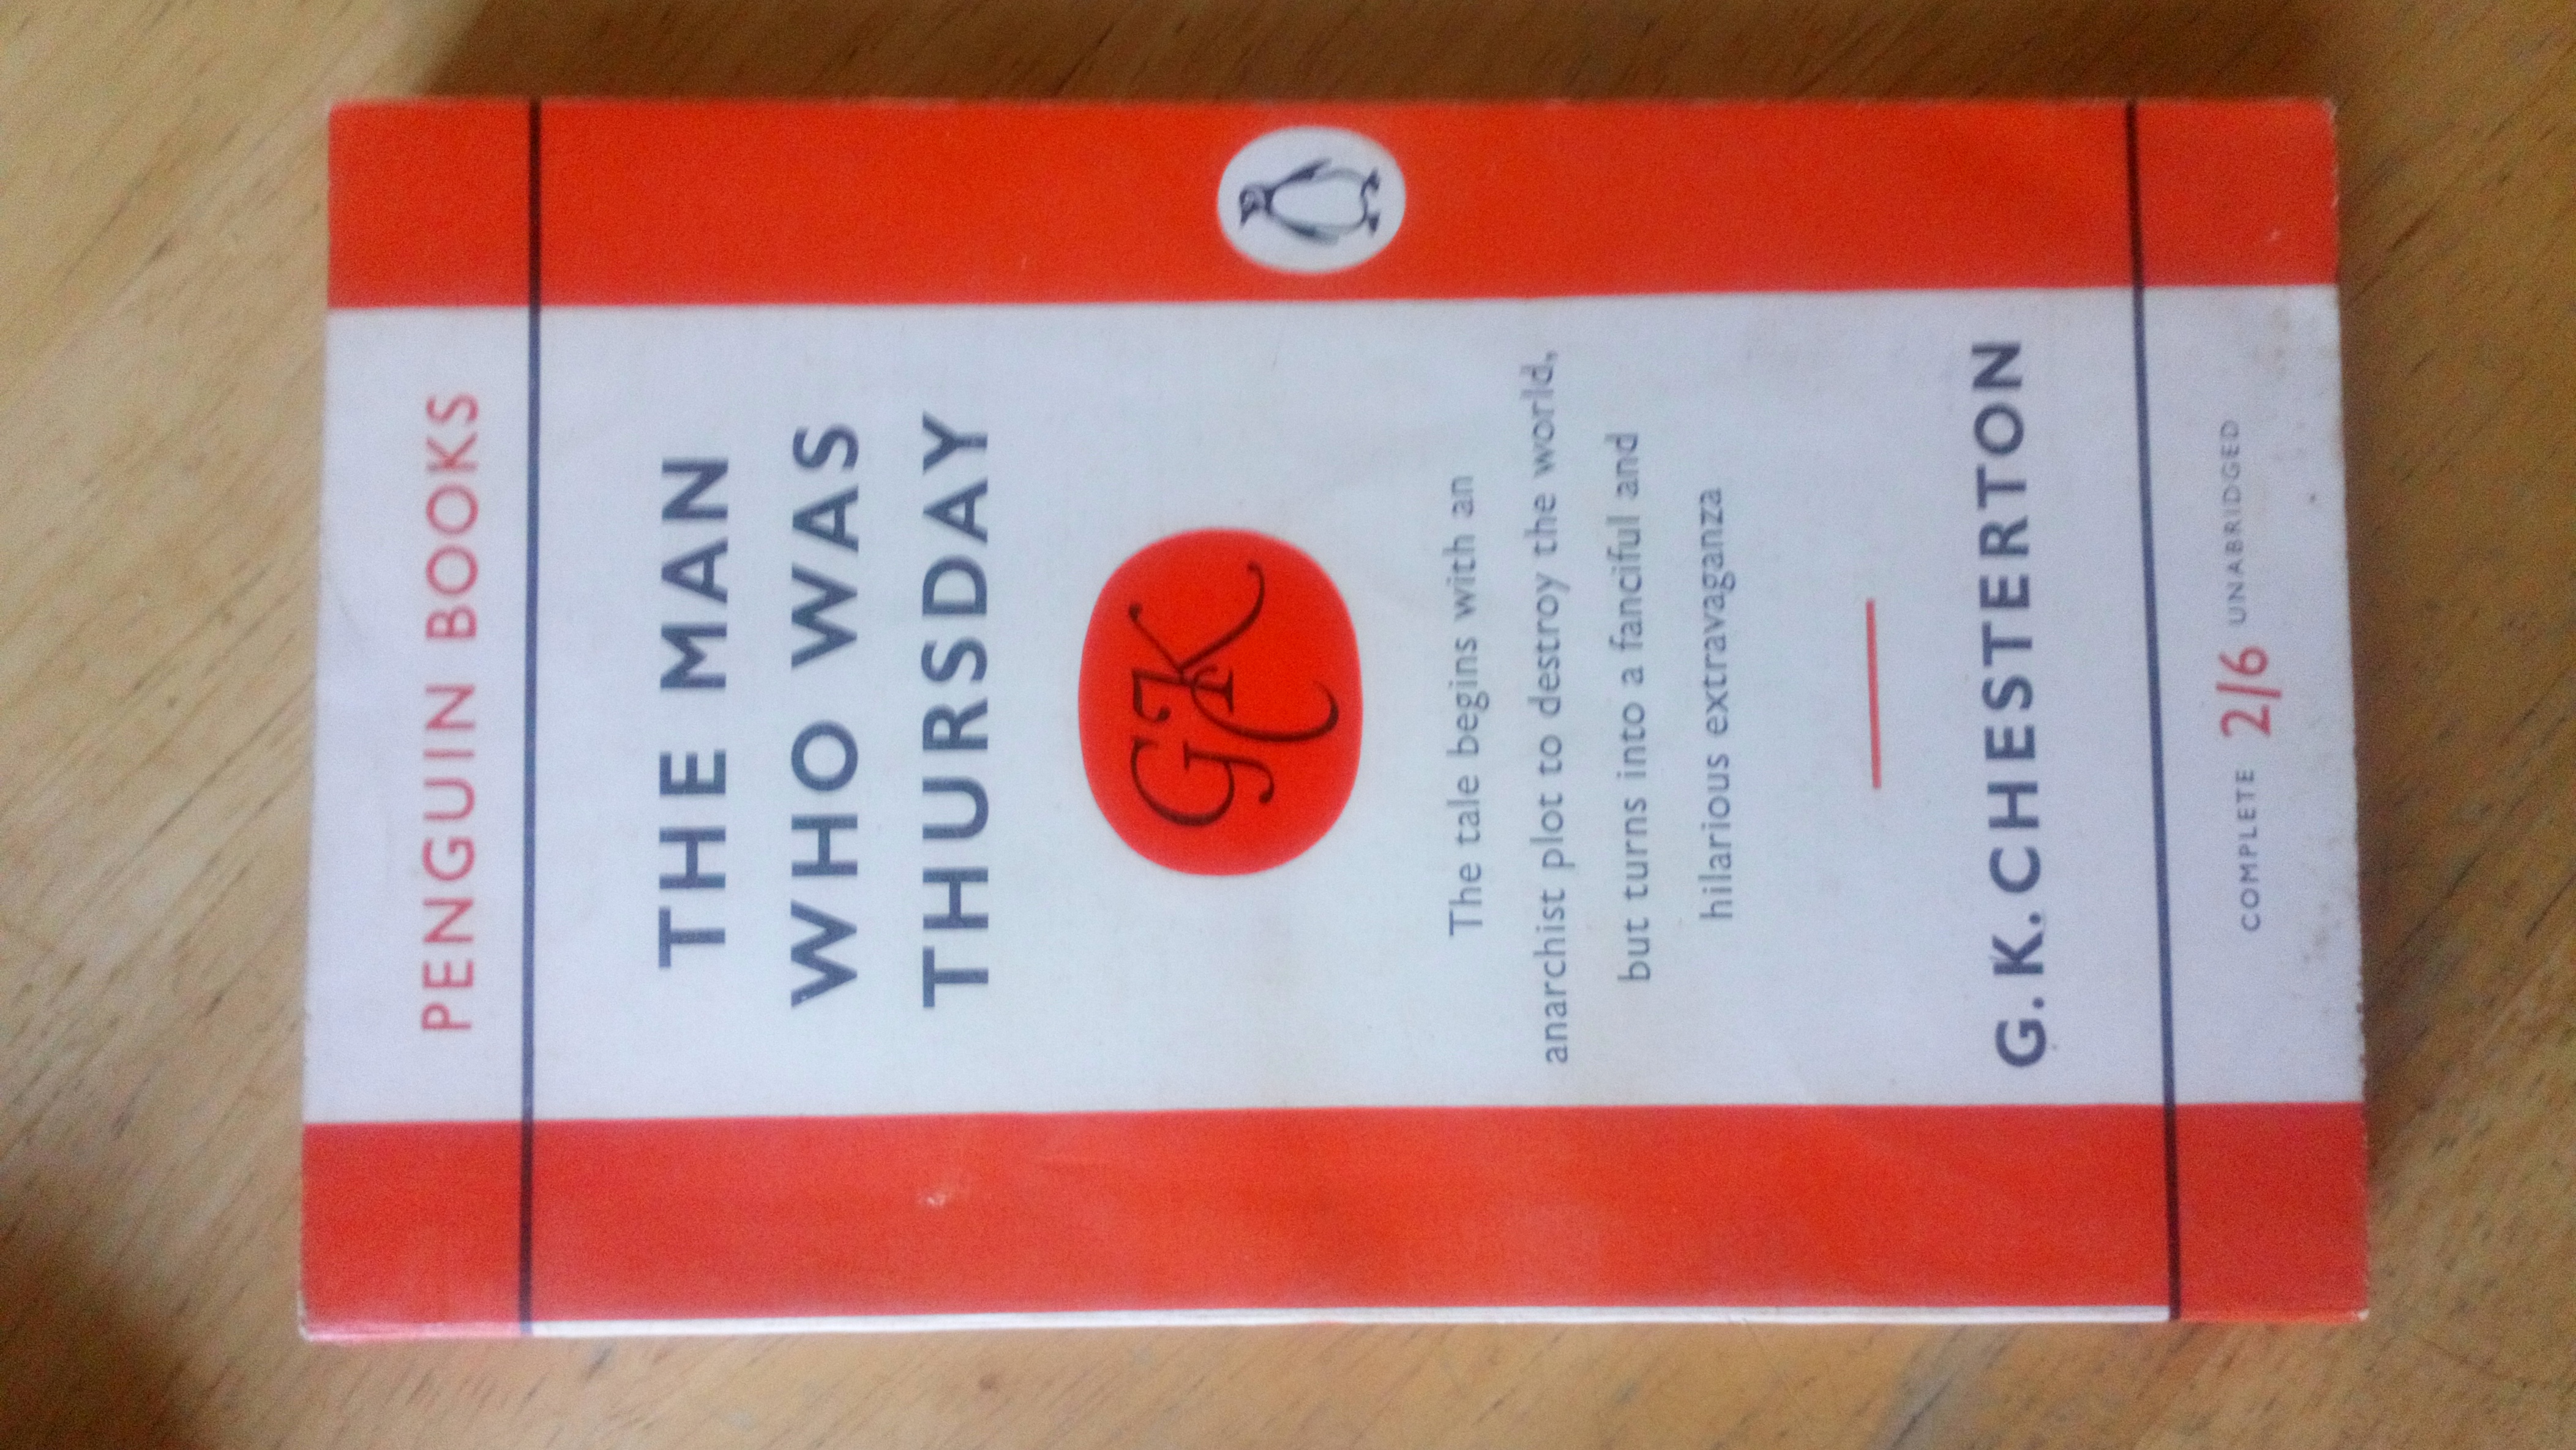 PENGUIN BOOKS
THE MAN
WHO WAS
THURSDAY
GKC
The tale begins with an
anarchist plot to destroy the world,
but turns into a fanciful and
hilarious extravaganza
G. K. CHESTERTON
COMPLETE 2/6 UNABRIDGED